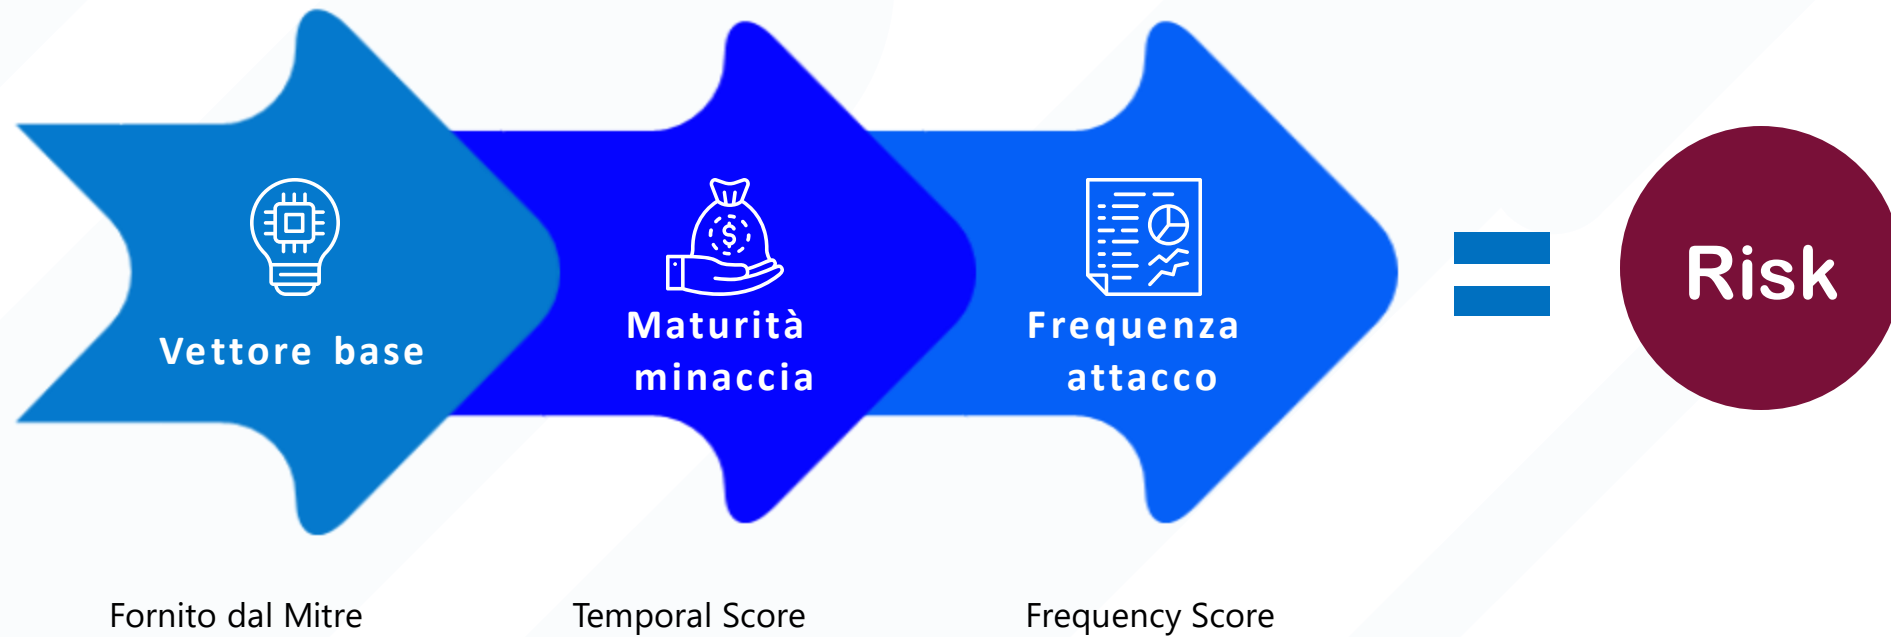 Vettore base
Maturità
minaccia
$
Frequenza
attacco
Risk
Fornito dal Mitre
Temporal Score
Frequency Score